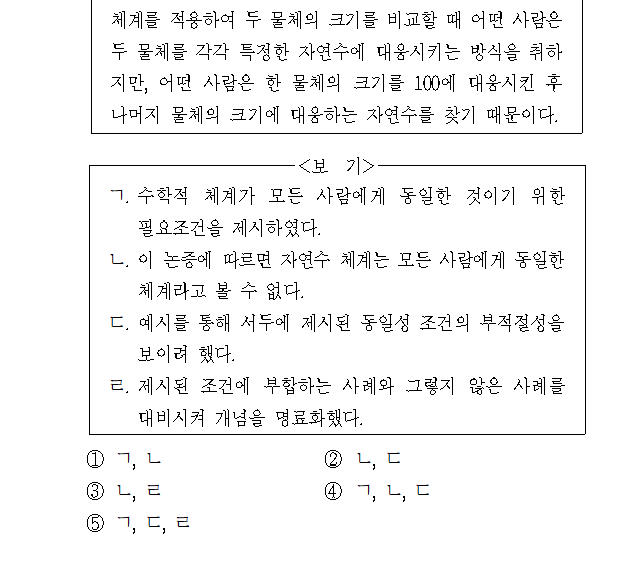 체계를 적용하여 두 물체의 크기를 비교할 때 어떤 사람은
두 물체를 각각 특정한 자연수에 대응시키는 방식을 취하
지만, 어떤 사람은 한 물체의 크기를 100에 대응시킨 후
나머지 물체의 크기에 대응하는 자연수를 찾기 때문이다.
<보 기>
ㄱ. 수학적 체계가 모든 사람에게 동일한 것이기 위한
필요조건을 제시하였다.
ㄴ. 이 논증에 따르면 자연수 체계는 모든 사람에게 동일한
체계라고 볼 수 없다.
ㄷ. 예시를 통해 서두에 제시된 동일성 조건의 부적절성을
보이려 했다.
ㄹ. 제시된 조건에 부합하는 사례와 그렇지 않은 사례를
대비시켜 개념을 명료화했다.
① ㄱ, ㄴ ② ㄴ, ㄷ
③ ㄴ, ㄹ ④ ㄱ, ㄴ, ㄷ
⑤ ㄱ, ㄷ, ㄹ